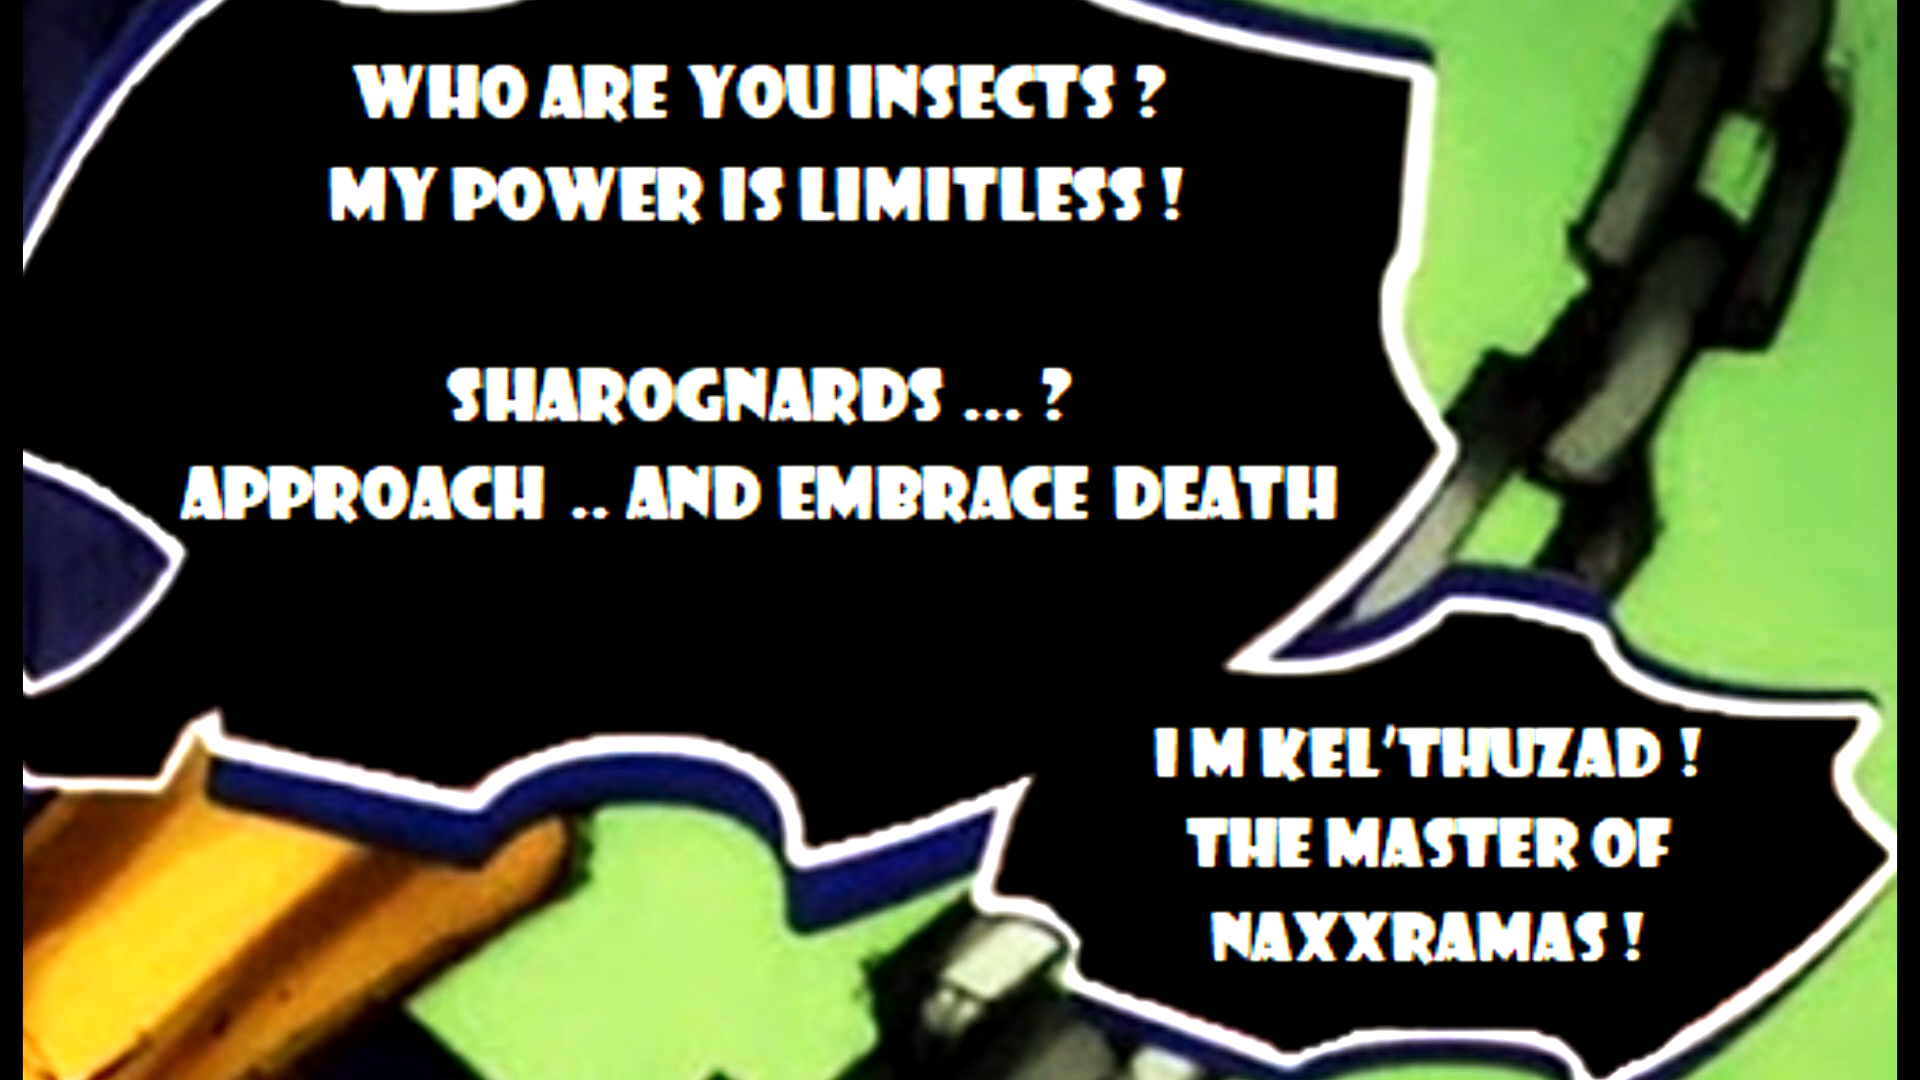 WHO ARE YOU INSECTS ?
MY POWER IS LIMITLESS !
SHAROGNARDS ... ?
APPROACH .. AND EMBRACE DEATH
I M KEL'THUZAD !
THE MASTER OF
NAXXRAMAS !